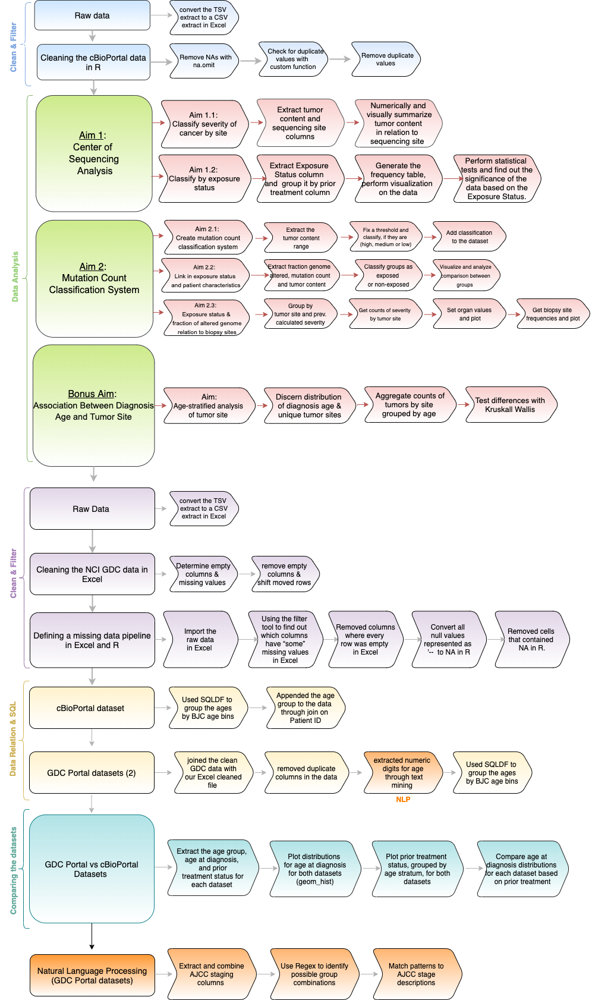 Clean & Filter
Raw data
convert the TSV
extract to a CSV
extract in Excel
Cleaning the cBioPortal data
in R
Remove NAs with
na.omit
Check for duplicate
values with
custom function
Remove duplicate
values
Data Analysis
Aim 1:
Center of
Sequencing
Analysis
Aim 1.1:
Classify severity of
cancer by site
Extract tumor
content and
sequencing site
columns
Numerically and
visually summarize
tumor content
in relation to
sequencing site
Aim 1.2:
Classify by exposure
status
Extract Exposure
Status column
and group it by prior
treatment column
Generate the
frequency table,
perform visualization
on the data
Perform statistical
tests and find out the
significance of the
data based on the
Exposure Status.
Aim 2:
Mutation Count
Classification System
Aim 2.1:
Create mutation count
classification system
Extract the
tumor content
range
Fix a threshold and
classify, if they are
(high, medium or low)
Add classification
to the dataset
Aim 2.2:
Link in exposure status
and patient characteristics
Extract fraction genome
altered, mutation count
and tumor content
Classify groups as
exposed
or non-exposed
Visualize and analyze
comparison between
groups
Aim 2.3:
Exposure status &
fraction of altered genome
relation to biopsy sites
Group by
tumor site and prev.
calculated severity
Get counts of severity
by tumor site
Set organ values
and plot
Get biopsy site
frequencies and plot
Bonus Aim:
Association Between Diagnosis
Age and Tumor Site
Aim:
Age-stratified analysis
of tumor site
Discern distribution
of diagnosis age &
unique tumor sites
Aggregate counts of
tumors by site
grouped by age
Test differences with
Kruskall Wallis
Clean & Filter
Raw Data
convert the TSV
extract to a CSV
extract in Excel
Cleaning the NCI GDC data in
Excel
Determine empty
columns &
missing values
remove empty
columns &
shift moved rows
Defining a missing data pipeline
in Excel and R
Import the
raw data
in Excel
Using the filter
tool to find out
which columns
have “some”
missing values
in Excel
Removed columns
where every
row was empty
in Excel
Convert all
null values
represented as
'-- to NA in R
Removed cells
that contained
NA in R.
Data Relation & SQL
cBioPortal dataset
Used SQLDF to
group the ages
by BJC age bins
Appended the age
group to the data
through join on
Patient ID
GDC Portal datasets (2)
joined the clean
GDC data with
our Excel cleaned
file
removed duplicate
columns in the data
extracted numeric
digits for age
through text
mining
NLP
Used SQLDF to
group the ages
by BJC age bins
Comparing the datasets
GDC Portal vs cBioPortal
Datasets
Extract the age group,
age at diagnosis,
and prior
treatment status for
each dataset
Plot distributions
for age at diagnosis
for both datasets
(geom_hist)
Plot prior treatment
status, grouped by
age stratum, for both
datasets
Compare age at
diagnosis distributions
for each dataset based
on prior treatment
Natural Language Processing
(GDC Portal datasets)
Extract and combine
AJCC staging
columns
Use Regex to identify
possible group
combinations
Match patterns to
AJCC stage
descriptions